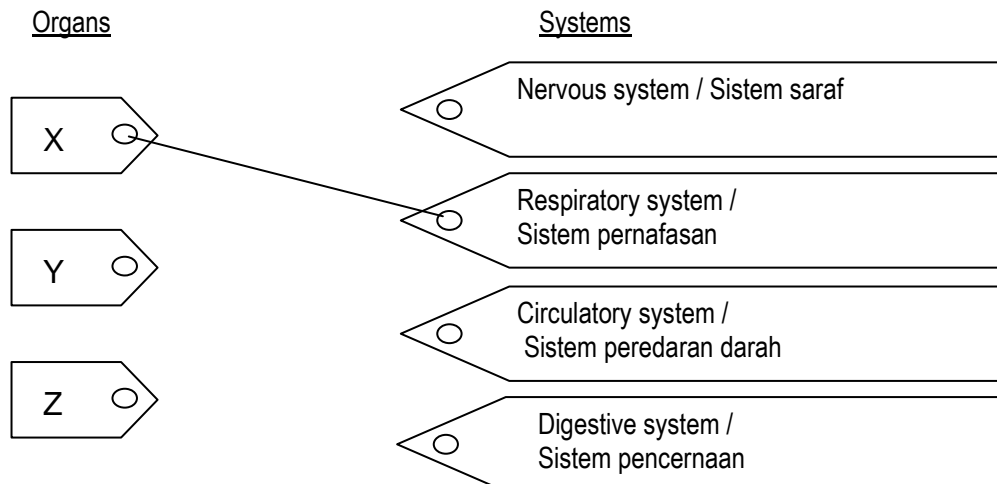 Organs
Systems
X
Y
Z
Nervous system / Sistem saraf
Respiratory system /
Sistem pernafasan
Circulatory system /
Sistem peredaran darah
Digestive system /
Sistem pencernaan